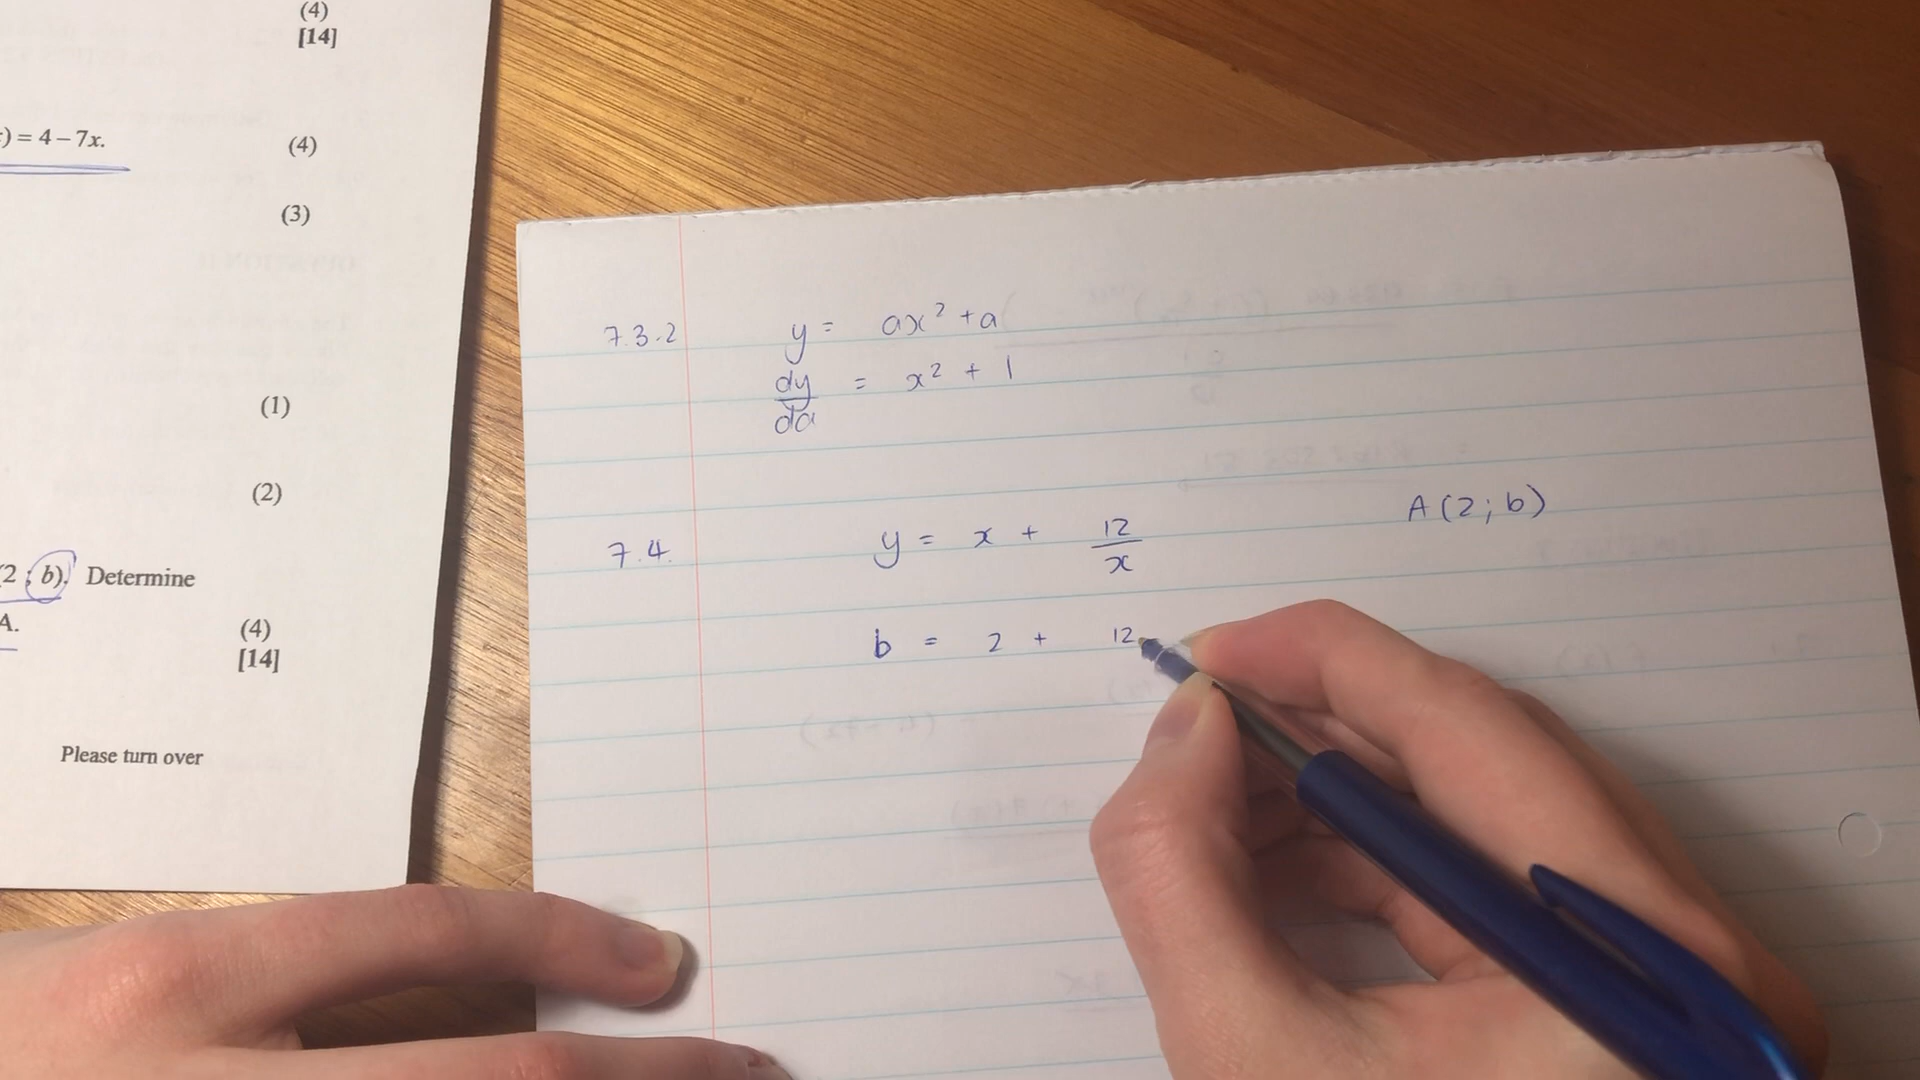 (4)
[14]
) = 4 – 7x.
(4)
(3)
(1)
(2)
2 ; b). Determine
A.
(4)
[14]
Please turn over
7.3.2 y = ax² + a
dy/da = x² + 1
A (2 ; b)
7.4. y = x + 12/x
b = 2 + 12